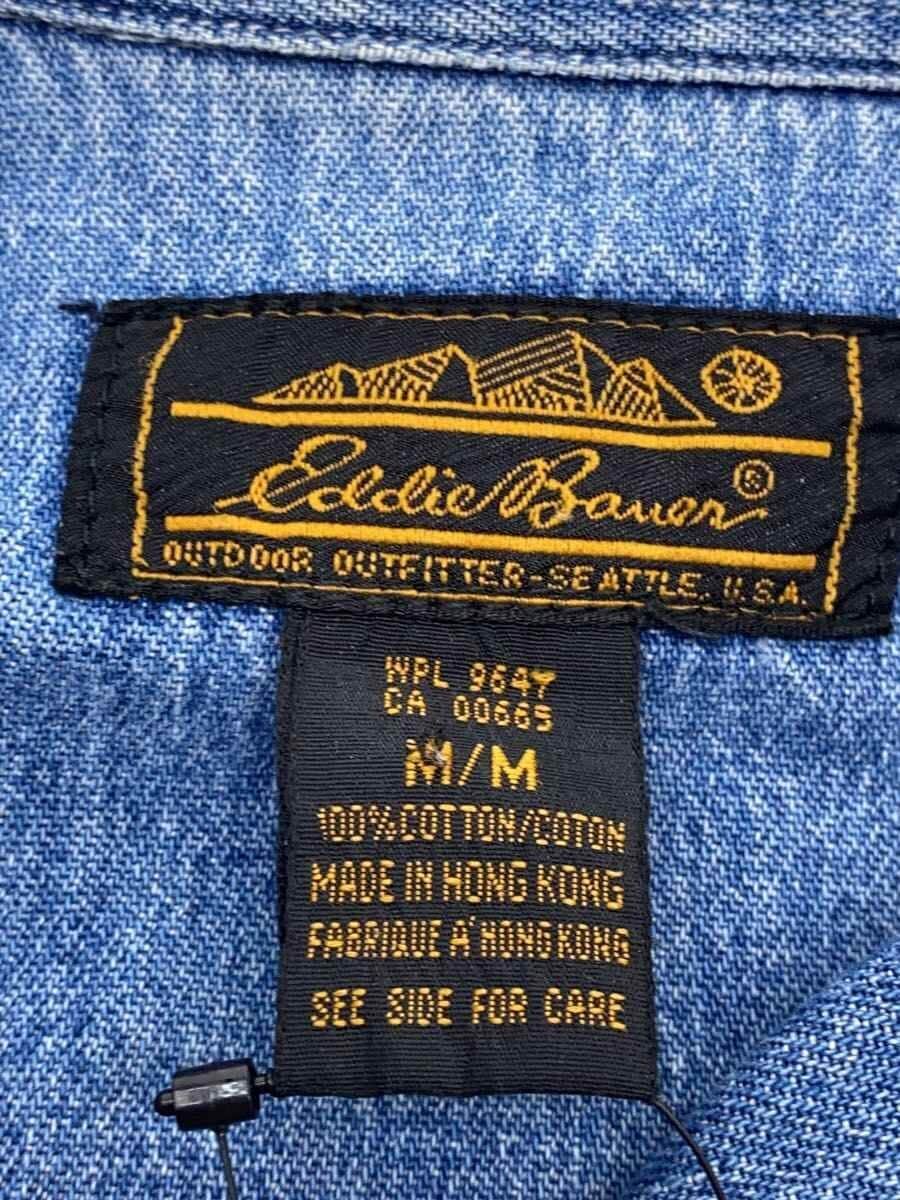 Eddie Bauer®
OUTDOOR OUTFITTER-SEATTLE, U.S.A.
WPL 9647
CA 00665
M/M
100% COTTON/COTON
MADE IN HONG KONG
FABRIQUE A' HONG KONG
SEE SIDE FOR CARE